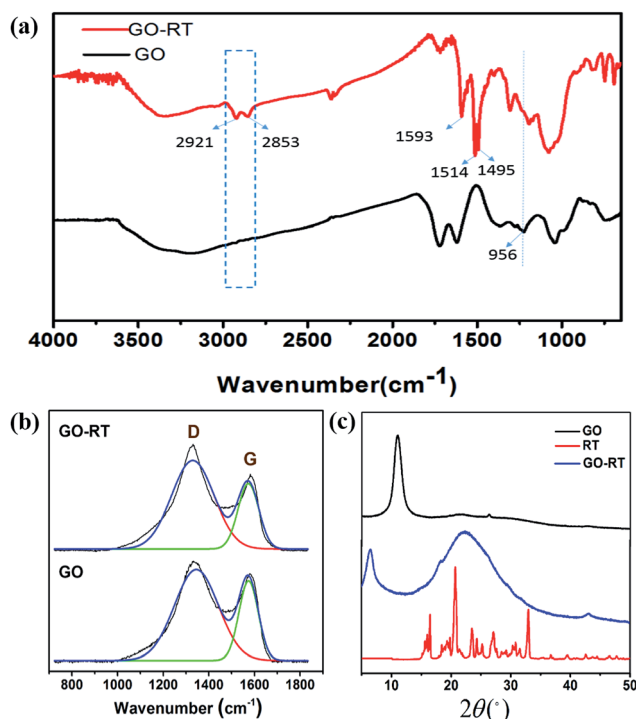 (a)
GO-RT
GO
2921
2853
1593
1514
1495
956
4000 3500 3000 2500 2000 1500 1000
Wavenumber(cm-1)
(b)
GO-RT
D
G
GO
800 1000 1200 1400 1600 1800
Wavenumber (cm-1)
(c)
GO
RT
GO-RT
10 20 30 40 50
2θ(°)